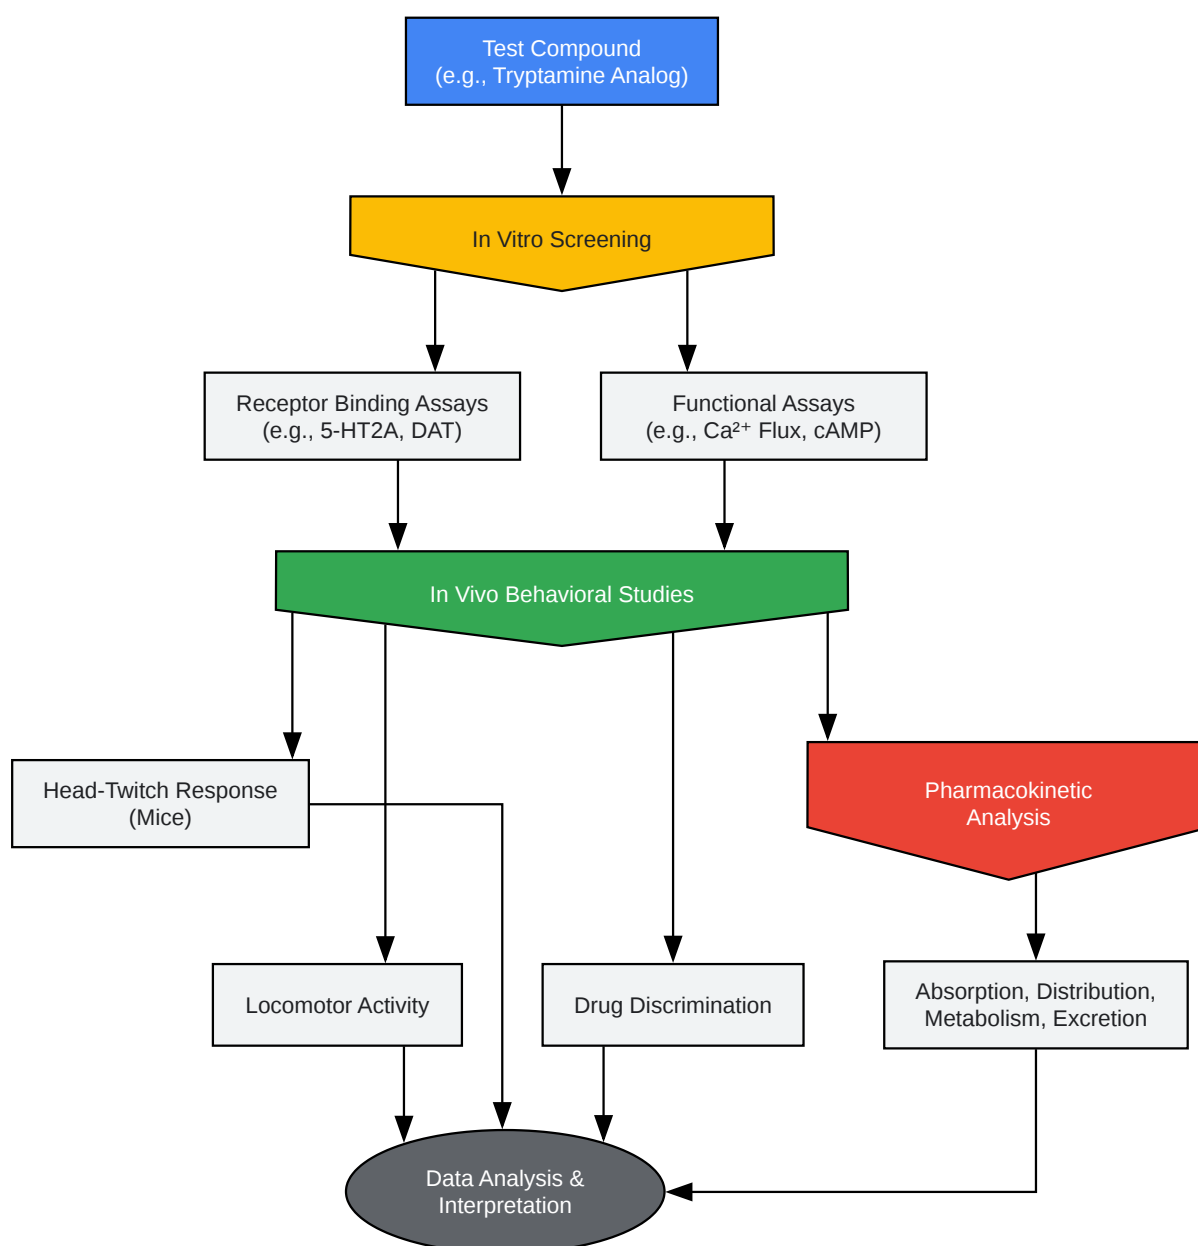 Test Compound
(e.g., Tryptamine Analog)
In Vitro Screening
Receptor Binding Assays
(e.g., 5-HT2A, DAT)
Functional Assays
(e.g., Ca²⁺ Flux, cAMP)
In Vivo Behavioral Studies
Head-Twitch Response
(Mice)
Pharmacokinetic
Analysis
Locomotor Activity
Drug Discrimination
Absorption, Distribution,
Metabolism, Excretion
Data Analysis &
Interpretation